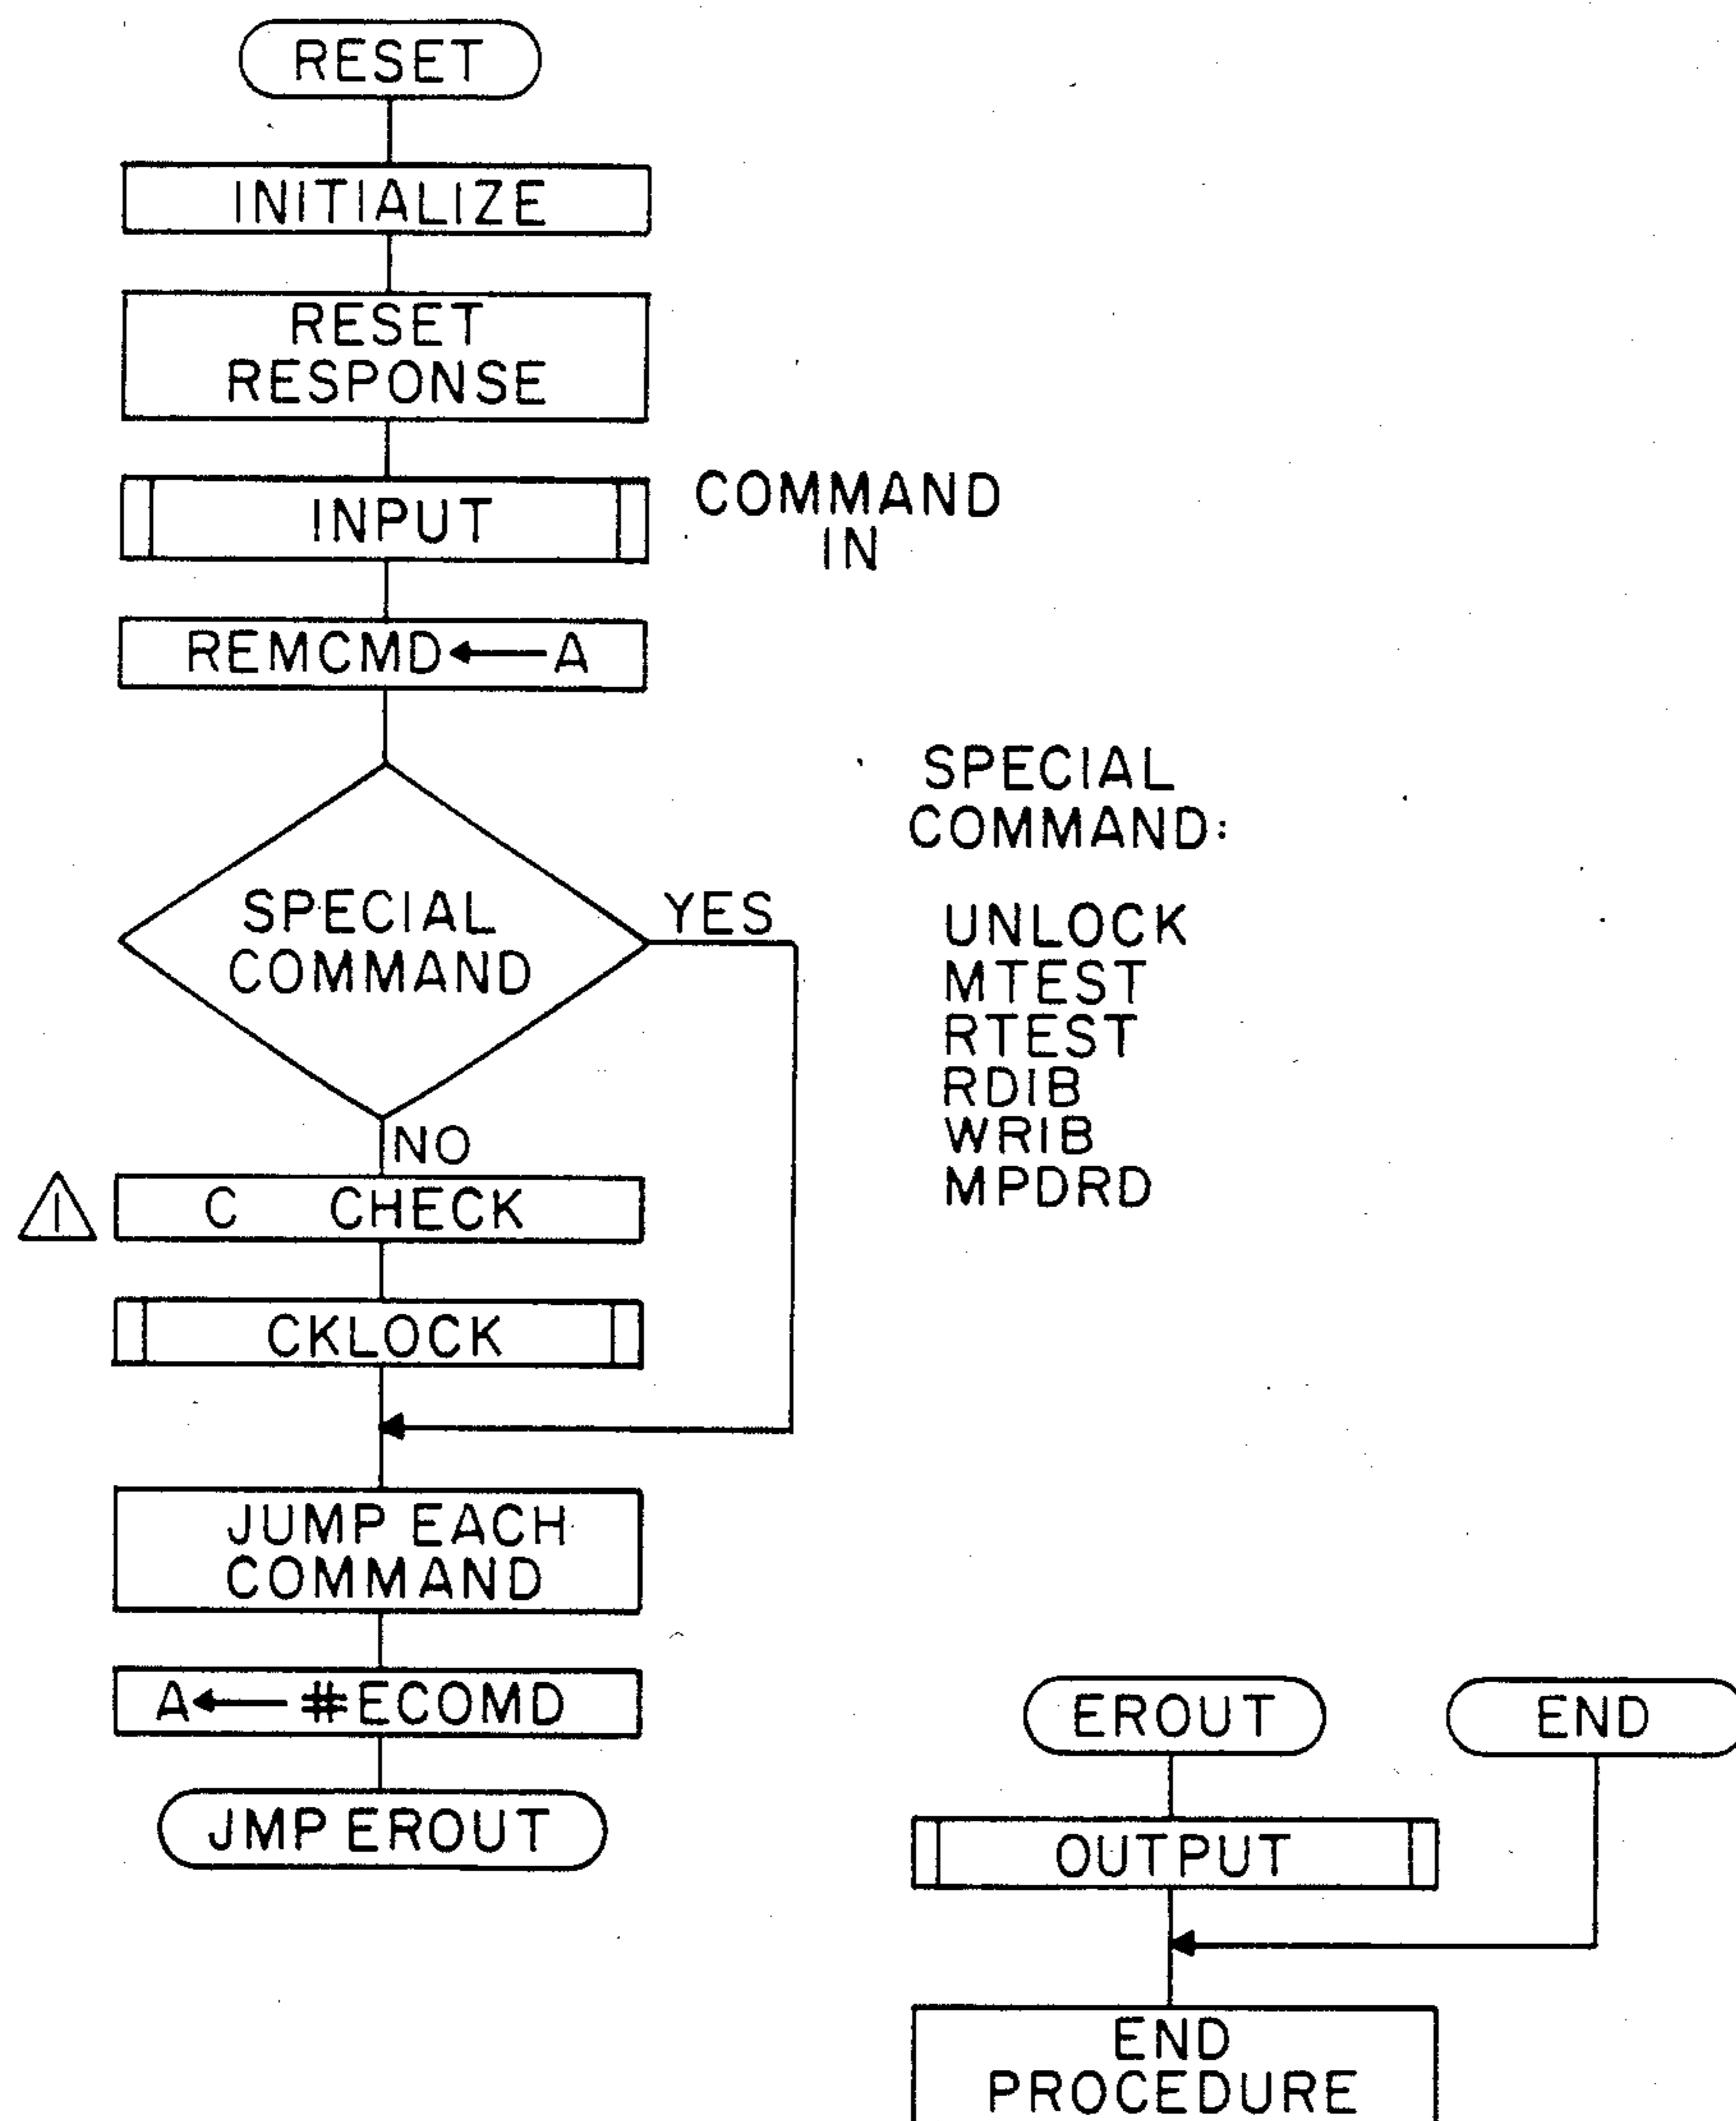 RESET
INITIALIZE
RESET
RESPONSE
INPUT
COMMAND
IN
REMCMD ← A
SPECIAL
COMMAND
YES
SPECIAL
COMMAND:
UNLOCK
MTEST
RTEST
RDIB
WRIB
MPDRD
NO
1
C CHECK
CKLOCK
JUMP EACH
COMMAND
A ← #ECOMD
JMP EROUT
EROUT
END
OUTPUT
END
PROCEDURE